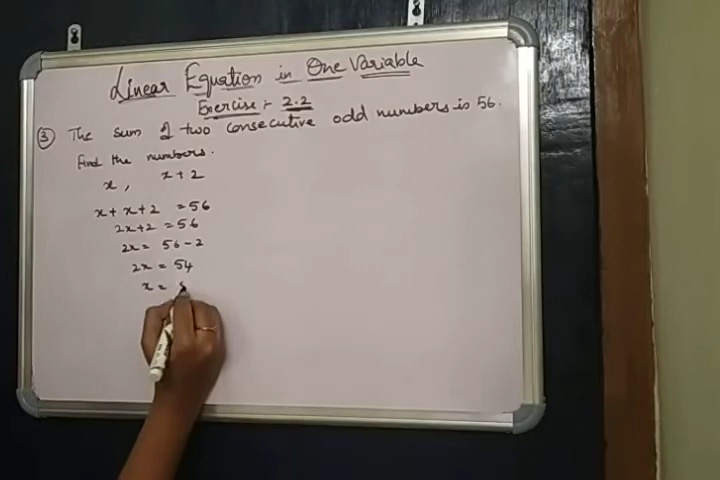 Linear Equation in One Variable
Exercise :- 2.2
③ The sum of two consecutive odd numbers is 56.
find the numbers.
x, x+2
x+x+2 = 56
2x+2 = 56
2x = 56-2
2x = 54
x =